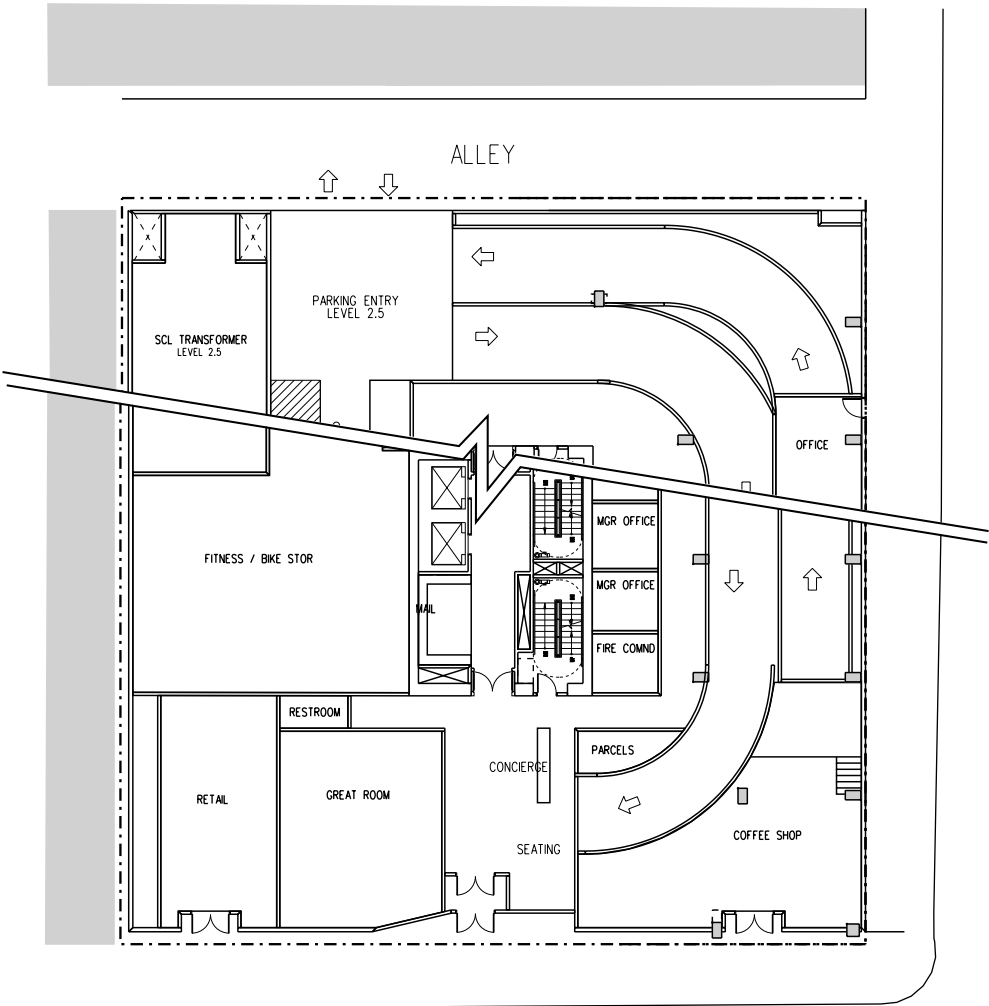 ALLEY
PARKING ENTRY
LEVEL 2.5
SCL TRANSFORMER
LEVEL 2.5
OFFICE
MGR OFFICE
FITNESS / BIKE STOR
MGR OFFICE
MAIL
FIRE COMND
RESTROOM
PARCELS
CONCIERGE
RETAIL
GREAT ROOM
COFFEE SHOP
SEATING